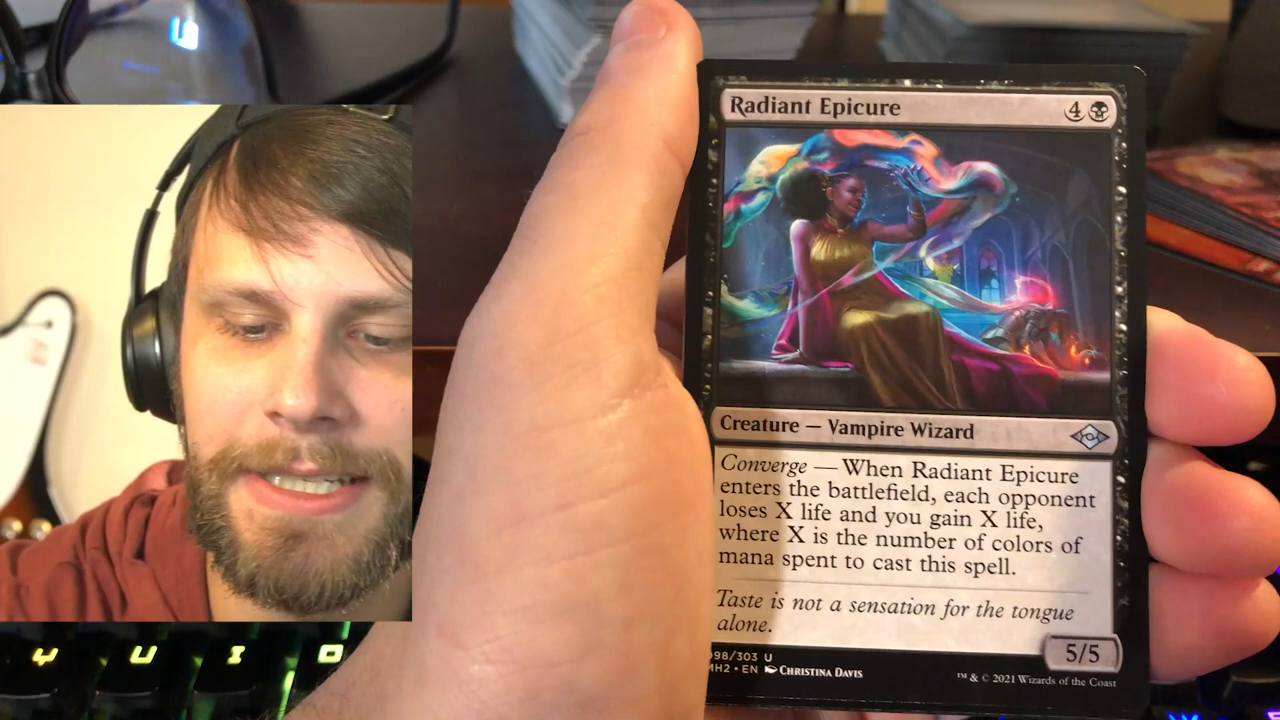 Radiant Epicure 4
Creature — Vampire Wizard
Converge — When Radiant Epicure
enters the battlefield, each opponent
loses X life and you gain X life,
where X is the number of colors of
mana spent to cast this spell.
Taste is not a sensation for the tongue
alone.
5/5
98/303 U
MH2 • EN Christina Davis
™ & © 2021 Wizards of the Coast
Y U I O